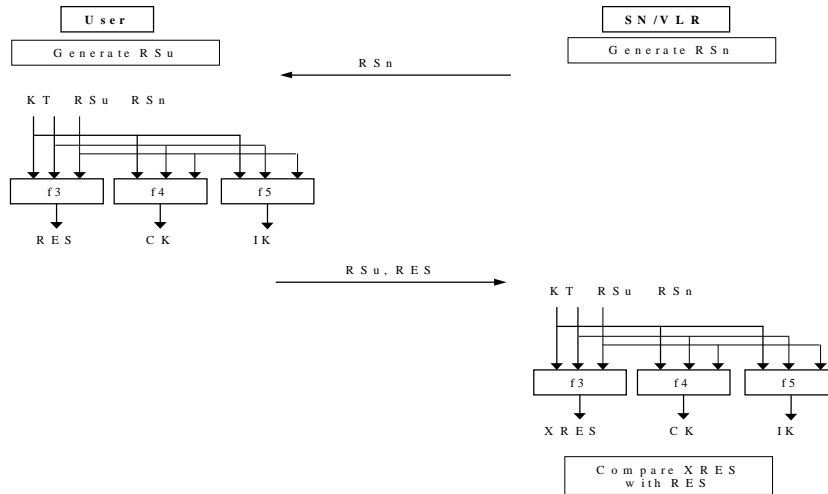 User
SN/VLR
Generate RSu
Generate RSn
RSn
KT RSu RSn
f3 f4 f5
RES CK IK
RSu, RES
KT RSu RSn
f3 f4 f5
XRES CK IK
Compare XRES
with RES